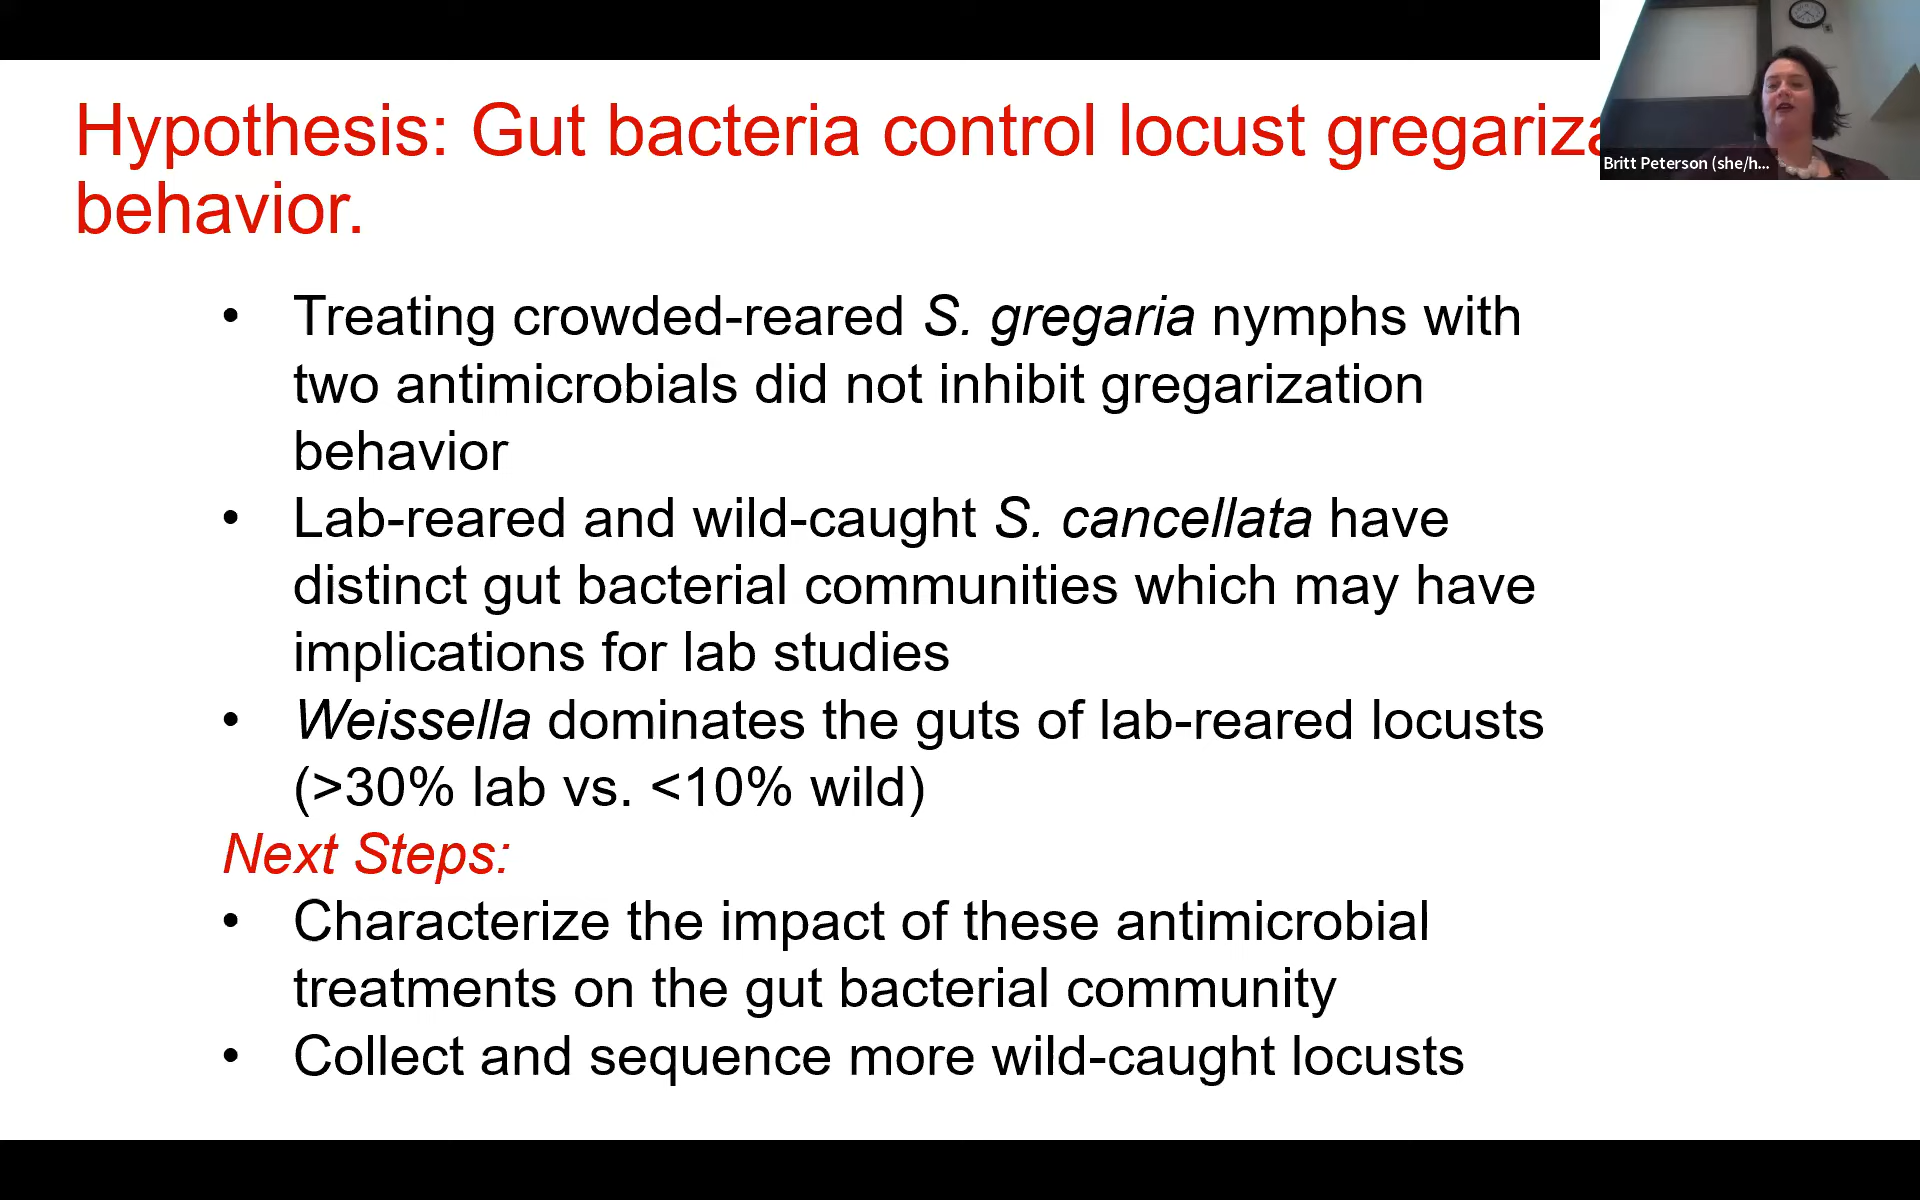 Hypothesis: Gut bacteria control locust
behavior.
Britt Peterson (she/h...
• Treating crowded-reared S. gregaria nymphs with
two antimicrobials did not inhibit gregarization
behavior
• Lab-reared and wild-caught S. cancellata have
distinct gut bacterial communities which may have
implications for lab studies
• Weissella dominates the guts of lab-reared locusts
(>30% lab vs. <10% wild)
Next Steps:
• Characterize the impact of these antimicrobial
treatments on the gut bacterial community
• Collect and sequence more wild-caught locusts